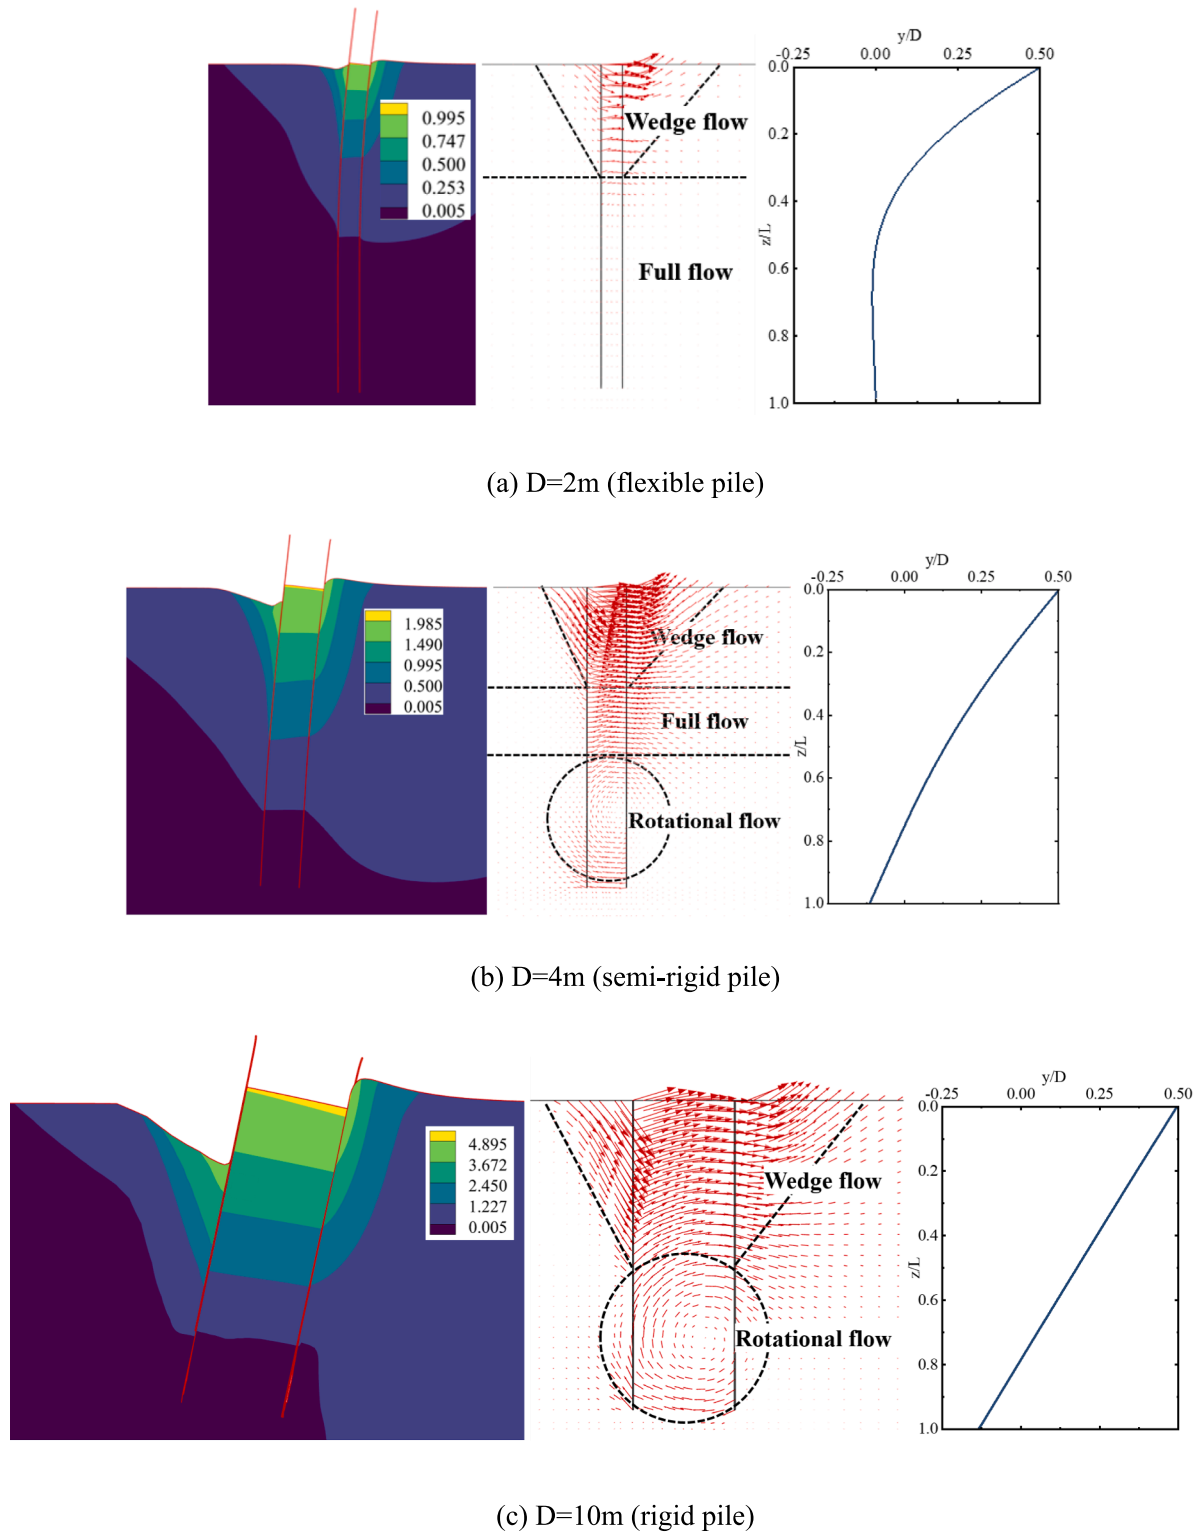 y/D
-0.25 0.00 0.25 0.50
0.0
0.2
0.4
0.6
0.8
1.0
z/L
0.995
0.747
0.500
0.253
0.005
Wedge flow
Full flow
(a) D=2m (flexible pile)
y/D
-0.25 0.00 0.25 0.50
0.0
0.2
0.4
0.6
0.8
1.0
z/L
1.985
1.490
0.995
0.500
0.005
Wedge flow
Full flow
Rotational flow
(b) D=4m (semi-rigid pile)
y/D
-0.25 0.00 0.25 0.50
0.0
0.2
0.4
0.6
0.8
1.0
z/L
4.895
3.672
2.450
1.227
0.005
Wedge flow
Rotational flow
(c) D=10m (rigid pile)